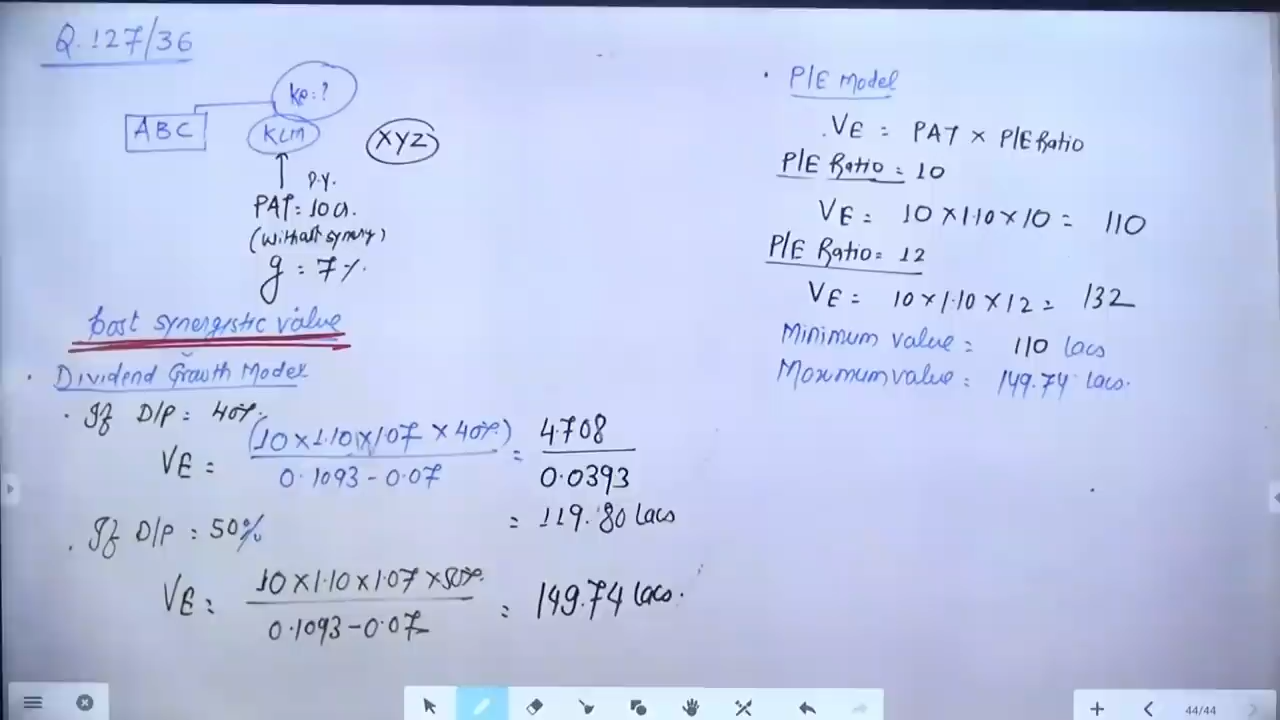 Q.127/36
ke=?
ABC
KLM
XYZ
P.Y.
PAT = 10
(without synergy)
g = 7%
Post Synergistic value
Dividend Growth Model
If D/P = 40%
VE = (10 x 1.10 x 1.07 x 40%) / 0.1093 - 0.07 = 4.708 / 0.0393
= 119.80 lacs
If D/P = 50%
VE = 10 x 1.10 x 1.07 x 50% / 0.1093 - 0.07 = 149.74 lacs.
P/E Model
VE = PAT x P/E Ratio
P/E Ratio = 10
VE = 10 x 1.10 x 10 = 110
P/E Ratio = 12
VE = 10 x 1.10 x 12 = 132
Minimum value = 110 lacs
Maxmum value = 149.74 lacs.
44/44